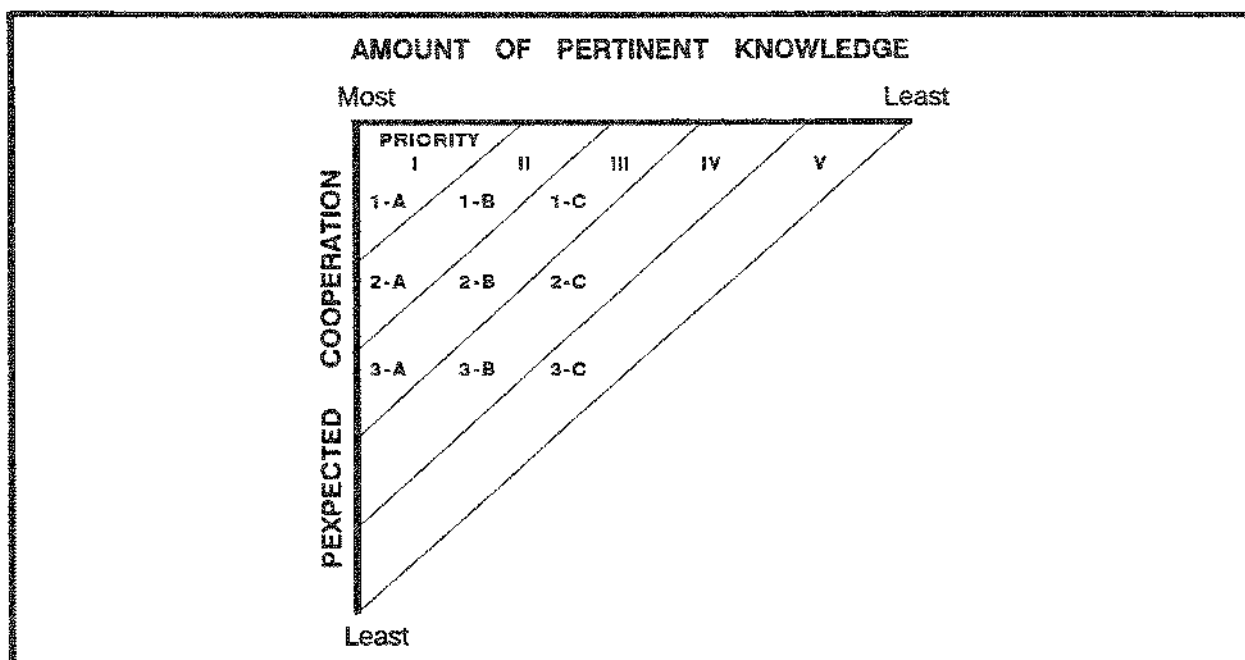 AMOUNT OF PERTINENT KNOWLEDGE
Most Least
PRIORITY
I II III IV V
1-A 1-B 1-C
2-A 2-B 2-C
3-A 3-B 3-C
PEXPECTED COOPERATION
Least